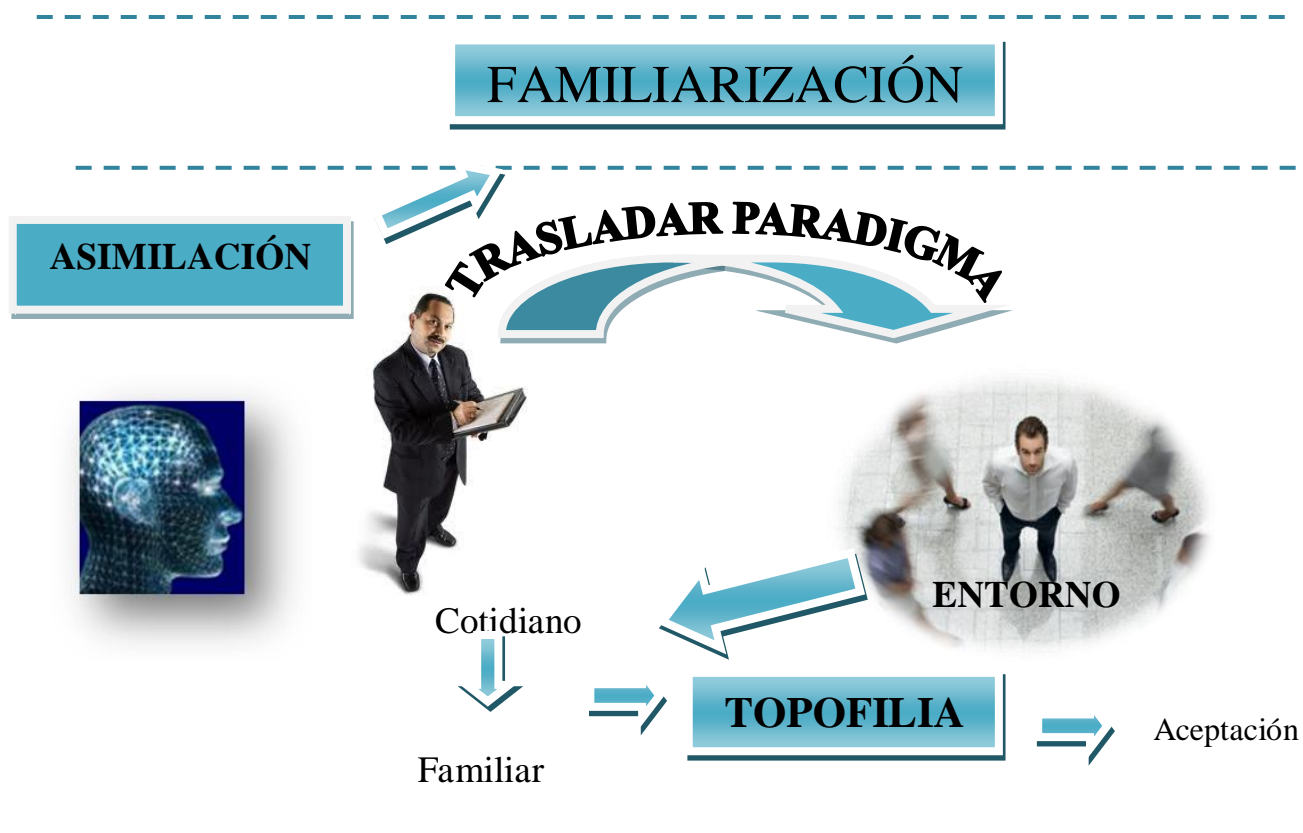 FAMILIARIZACIÓN
ASIMILACIÓN
TRASLADAR PARADIGMA
ENTORNO
Cotidiano
Familiar
TOPOFILIA
Aceptación